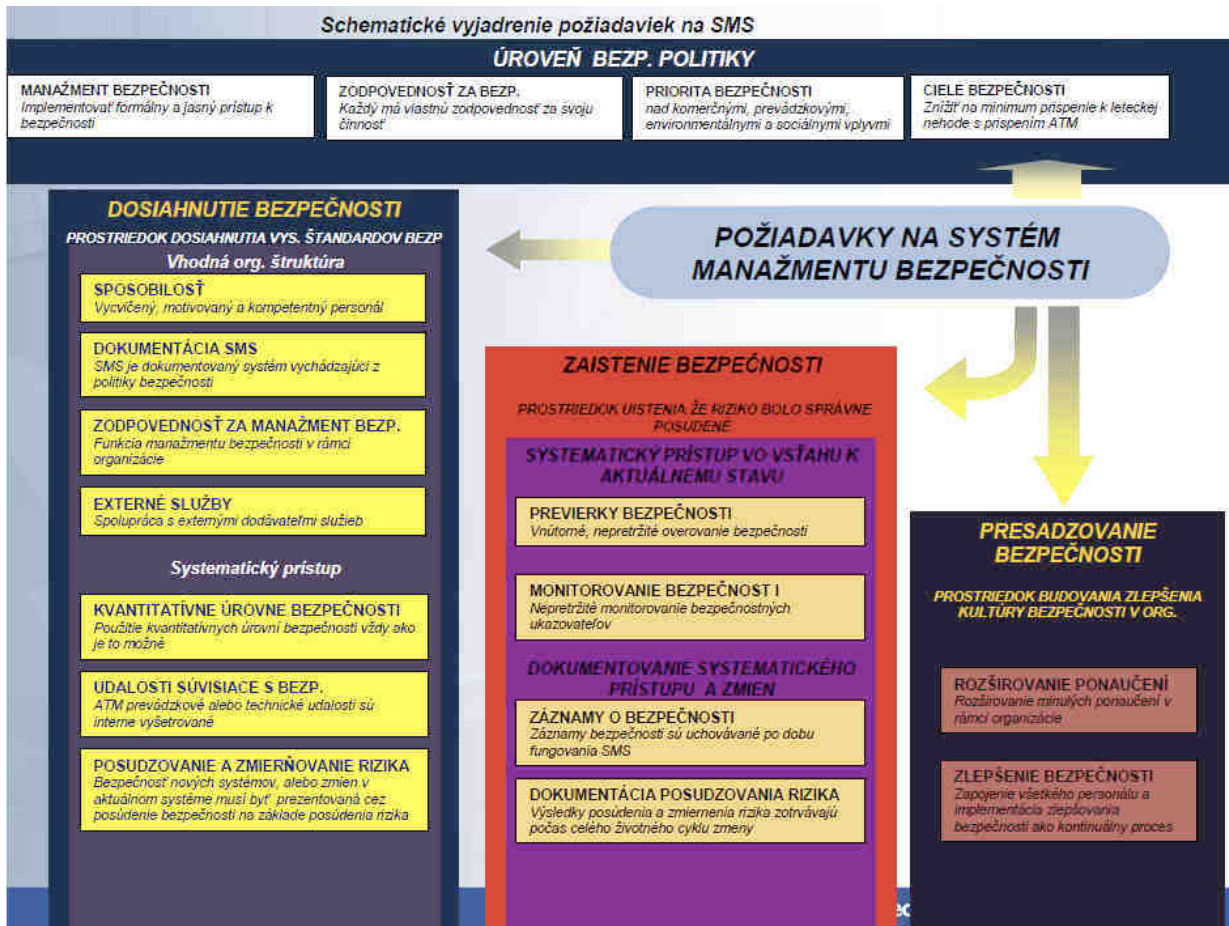 Schematické vyjadrenie požiadaviek na SMS
ÚROVEŇ BEZP. POLITIKY
MANAŽMENT BEZPEČNOSTI
Implementovať formálny a jasný prístup k
bezpečnosti
ZODPOVEDNOSŤ ZA BEZP.
Každý má vlastnú zodpovednosť za svoju
činnosť
PRIORITA BEZPEČNOSTI
nad komerčnými, prevádzkovými,
environmentálnymi a sociálnymi vplyvmi
CIELE BEZPEČNOSTI
Znížiť na minimum prispenie k leteckej
nehode s prispením ATM
POŽIADAVKY NA SYSTÉM
MANAŽMENTU BEZPEČNOSTI
DOSIAHNUTIE BEZPEČNOSTI
PROSTRIEDOK DOSIAHNUTIA VYS. ŠTANDARDOV BEZP
Vhodná org. štruktúra
SPOSOBILOSŤ
Vycvičený, motivovaný a kompetentný personál
DOKUMENTÁCIA SMS
SMS je dokumentovaný systém vychádzajúci z
politiky bezpečnosti
ZODPOVEDNOSŤ ZA MANAŽMENT BEZP.
Funkcia manažmentu bezpečnosti v rámci
organizácie
EXTERNÉ SLUŽBY
Spolupráca s externými dodávateľmi služieb
Systematický prístup
KVANTITATÍVNE ÚROVNE BEZPEČNOSTI
Použitie kvantitatívnych úrovní bezpečnosti vždy ako
je to možné
UDALOSTI SÚVISIACE S BEZP.
ATM prevádzkové alebo technické udalosti sú
interne vyšetrované
POSUDZOVANIE A ZMIERŇOVANIE RIZIKA
Bezpečnosť nových systémov, alebo zmien v
aktuálnom systéme musí byť prezentovaná cez
posúdenie bezpečnosti na základe posúdenia rizika
ZAISTENIE BEZPEČNOSTI
PROSTRIEDOK UISTENIA ŽE RIZIKO BOLO SPRÁVNE
POSUDENÉ
SYSTEMATICKÝ PRÍSTUP VO VSŤAHU K
AKTUÁLNEMU STAVU
PREVIERKY BEZPEČNOSTI
Vnútorné, nepretržité overovanie bezpečnosti
MONITOROVANIE BEZPEČNOST I
Nepretržité monitorovanie bezpečnostných
ukazovateľov
DOKUMENTOVANIE SYSTEMATICKÉHO
PRÍSTUPU A ZMIEN
ZÁZNAMY O BEZPEČNOSTI
Záznamy bezpečnosti sú uchovávané po dobu
fungovania SMS
DOKUMENTÁCIA POSUDZOVANIA RIZIKA
Výsledky posúdenia a zmiernenia rizika zotrvávajú
počas celého životného cyklu zmeny
PRESADZOVANIE
BEZPEČNOSTI
PROSTRIEDOK BUDOVANIA ZLEPŠENIA
KULTÚRY BEZPEČNOSTI V ORG.
ROZŠIROVANIE PONAUČENÍ
Rozširovanie minulých ponaučení v
rámci organizácie
ZLEPŠENIE BEZPEČNOSTI
Zapojenie všetkého personálu a
implementácia zlepšovania
bezpečnosti ako kontinuálny proces